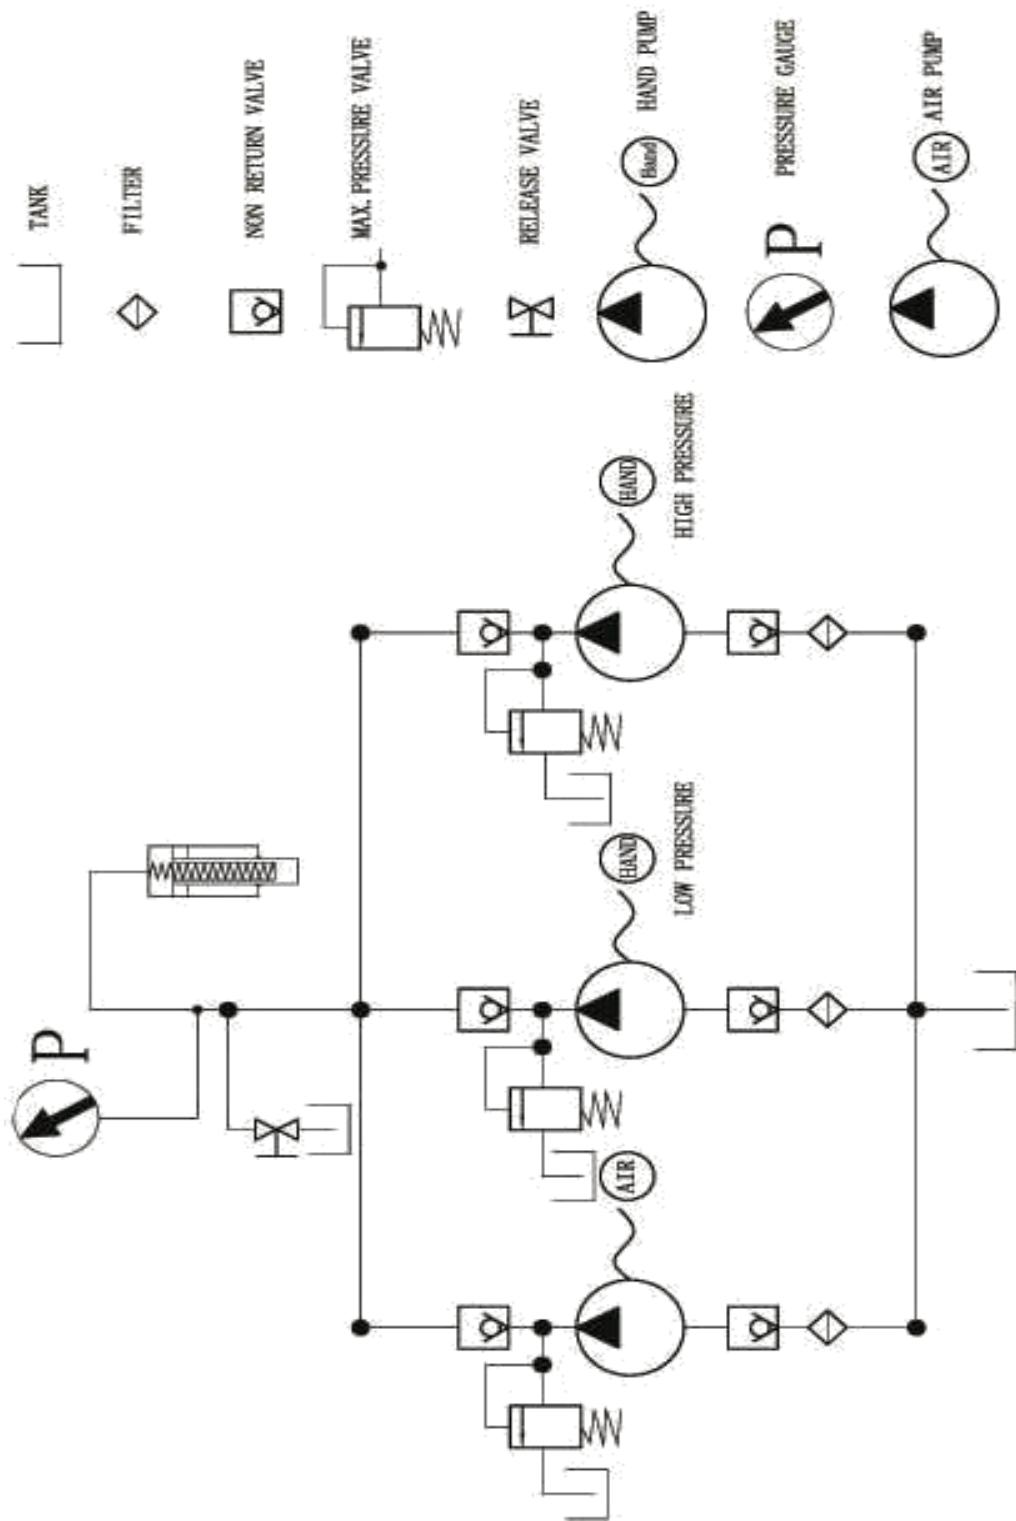 TANK
FILTER
NON RETURN VALVE
MAX. PRESSURE VALVE
RELEASE VALVE
Hand
HAND PUMP
P
PRESSURE GAUGE
AIR
AIR PUMP
P
HAND
HIGH PRESSURE
HAND
LOW PRESSURE
AIR